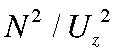 N² / U_z²